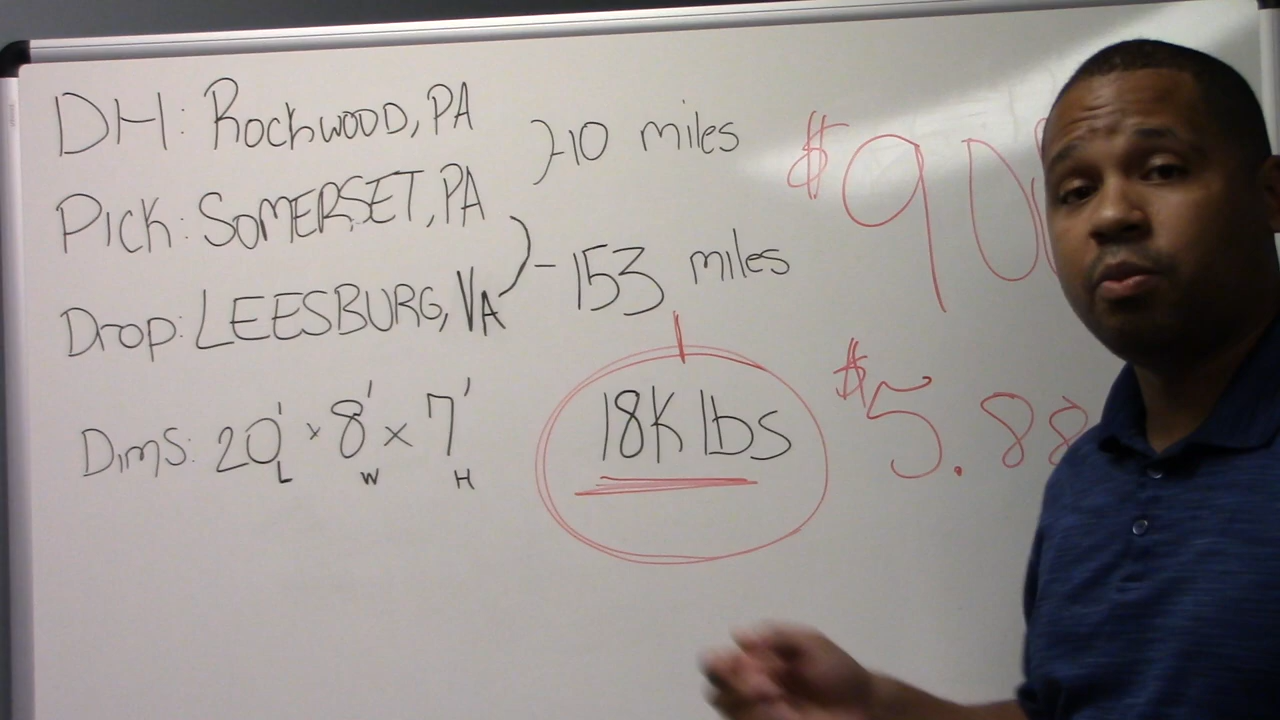 DH: Rockwood, PA
Pick: SOMERSET, PA
Drop: LEESBURG, VA
Dims: 20' x 8' x 7'
L W H
10 miles
153 miles
18K lbs
$90
$5.88